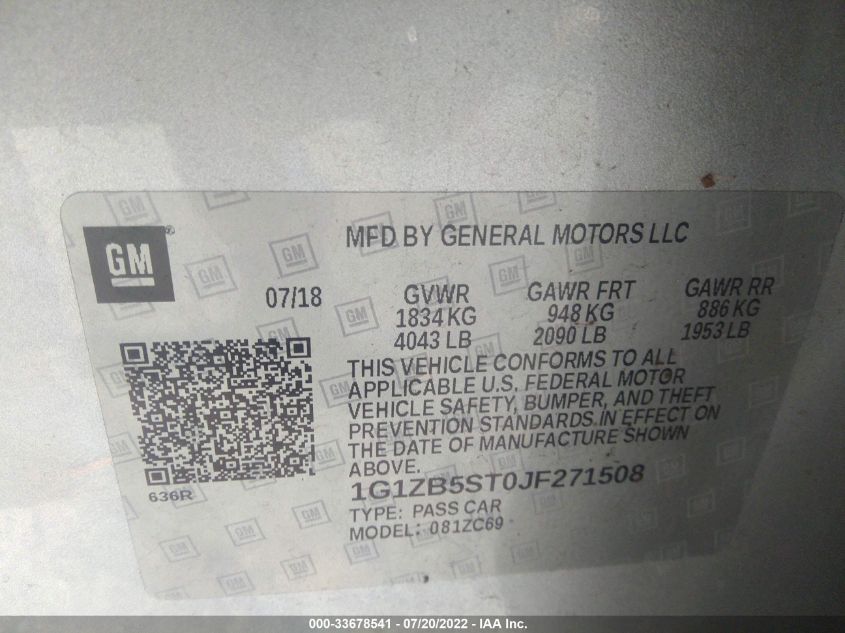 GM
MFD BY GENERAL MOTORS LLC
07/18
GVWR GAWR FRT GAWR RR
1834 KG 948 KG 886 KG
4043 LB 2090 LB 1953 LB
THIS VEHICLE CONFORMS TO ALL
APPLICABLE U.S. FEDERAL MOTOR
VEHICLE SAFETY, BUMPER, AND THEFT
PREVENTION STANDARDS IN EFFECT ON
THE DATE OF MANUFACTURE SHOWN
ABOVE.
636R
1G1ZB5ST0JF271508
TYPE: PASS CAR
MODEL: 081ZC69
000-33678541 - 07/20/2022 - IAA Inc.